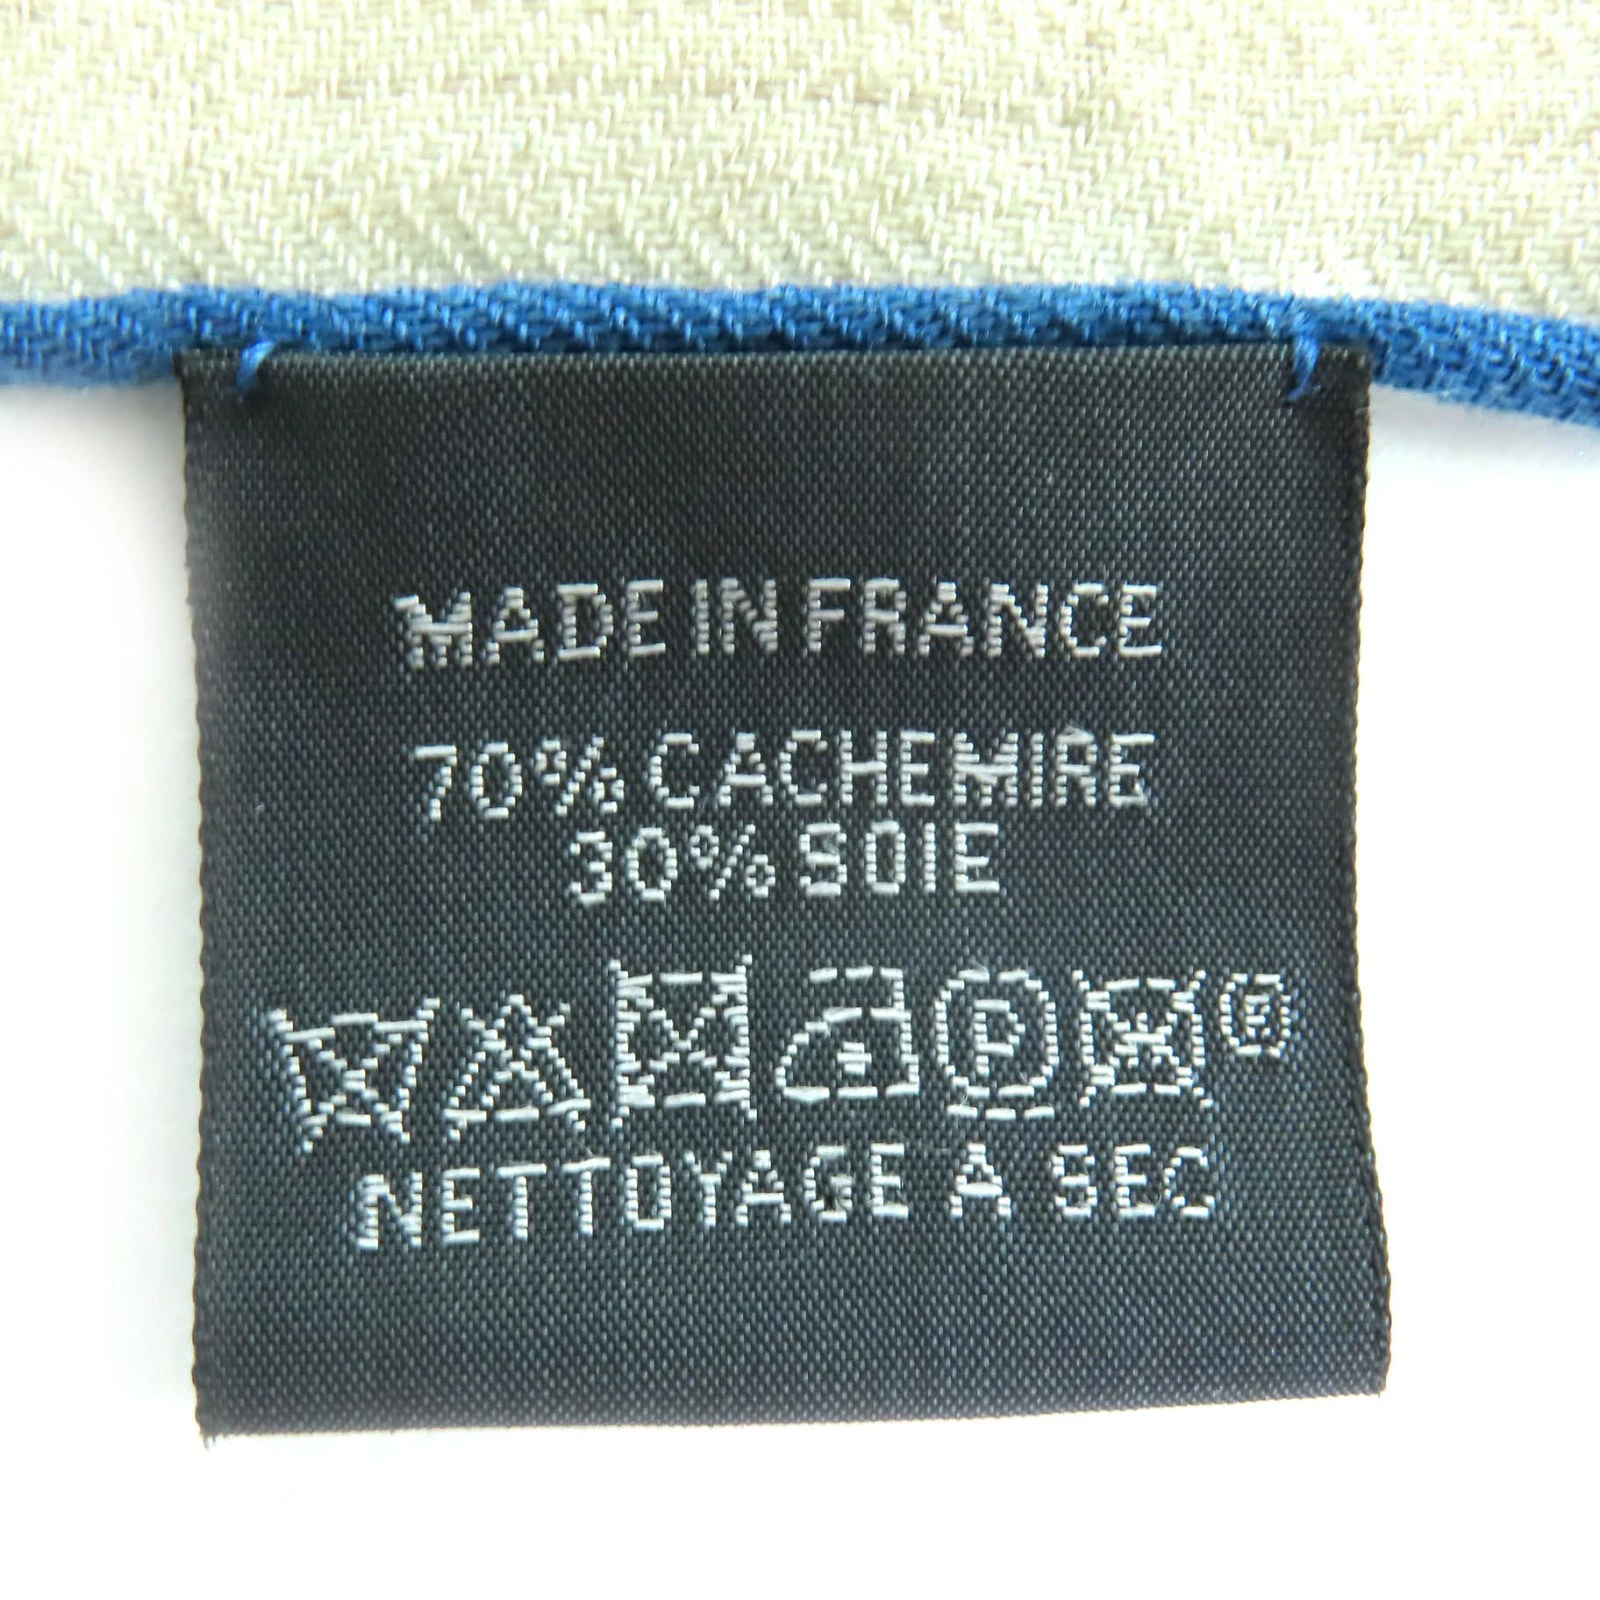 MADE IN FRANCE
70% CACHEMIRE
30% SOIE
P
NETTOYAGE A SEC